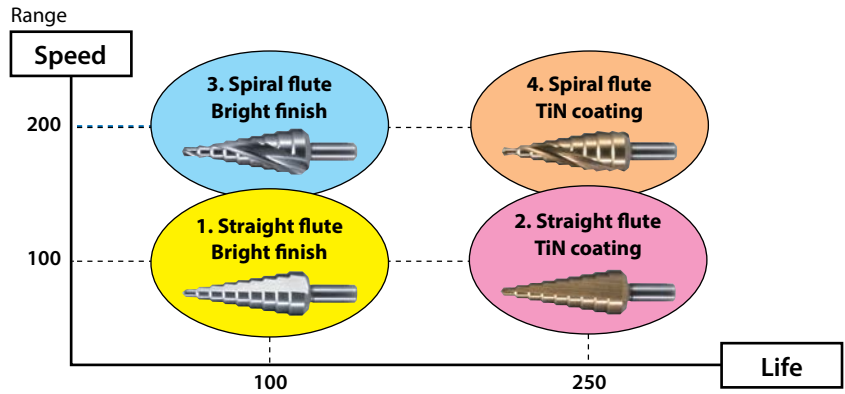 Range
Speed
3. Spiral flute
Bright finish
4. Spiral flute
TiN coating
200
1. Straight flute
Bright finish
2. Straight flute
TiN coating
100
Life
100
250